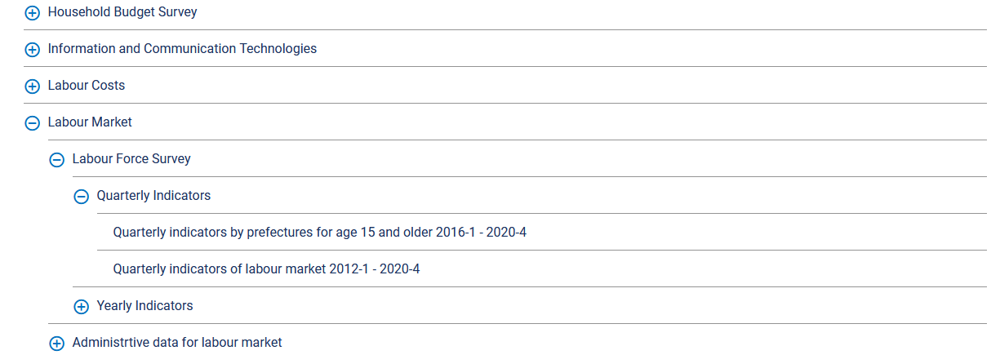 Household Budget Survey
Information and Communication Technologies
Labour Costs
Labour Market
Labour Force Survey
Quarterly Indicators
Quarterly indicators by prefectures for age 15 and older 2016-1 - 2020-4
Quarterly indicators of labour market 2012-1 - 2020-4
Yearly Indicators
Administrtive data for labour market